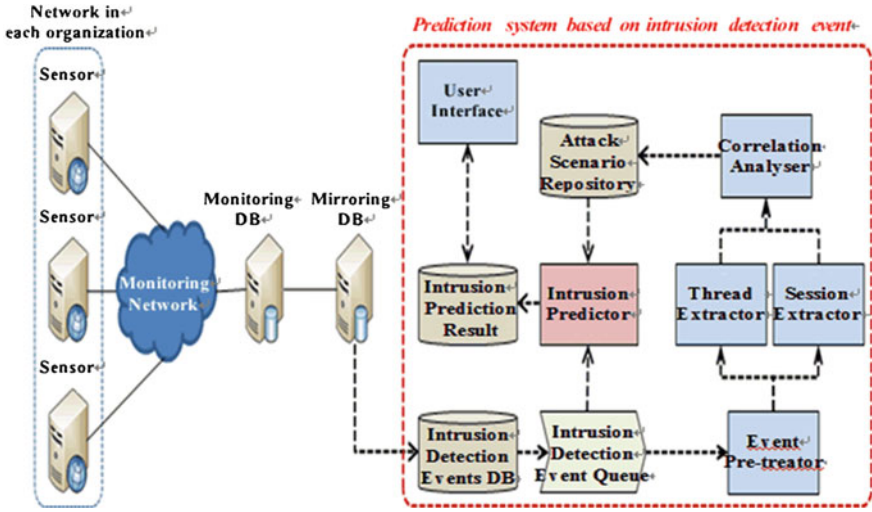 Network in
each organization
Prediction system based on intrusion detection event
Sensor
Sensor
Sensor
Monitoring
Network
Monitoring
DB
Mirroring
DB
User
Interface
Attack
Scenario
Repository
Correlation
Analyser
Intrusion
Prediction
Result
Intrusion
Predictor
Thread
Extractor
Session
Extractor
Intrusion
Detection
Events DB
Intrusion
Detection
Event Queue
Event
Pre-treator